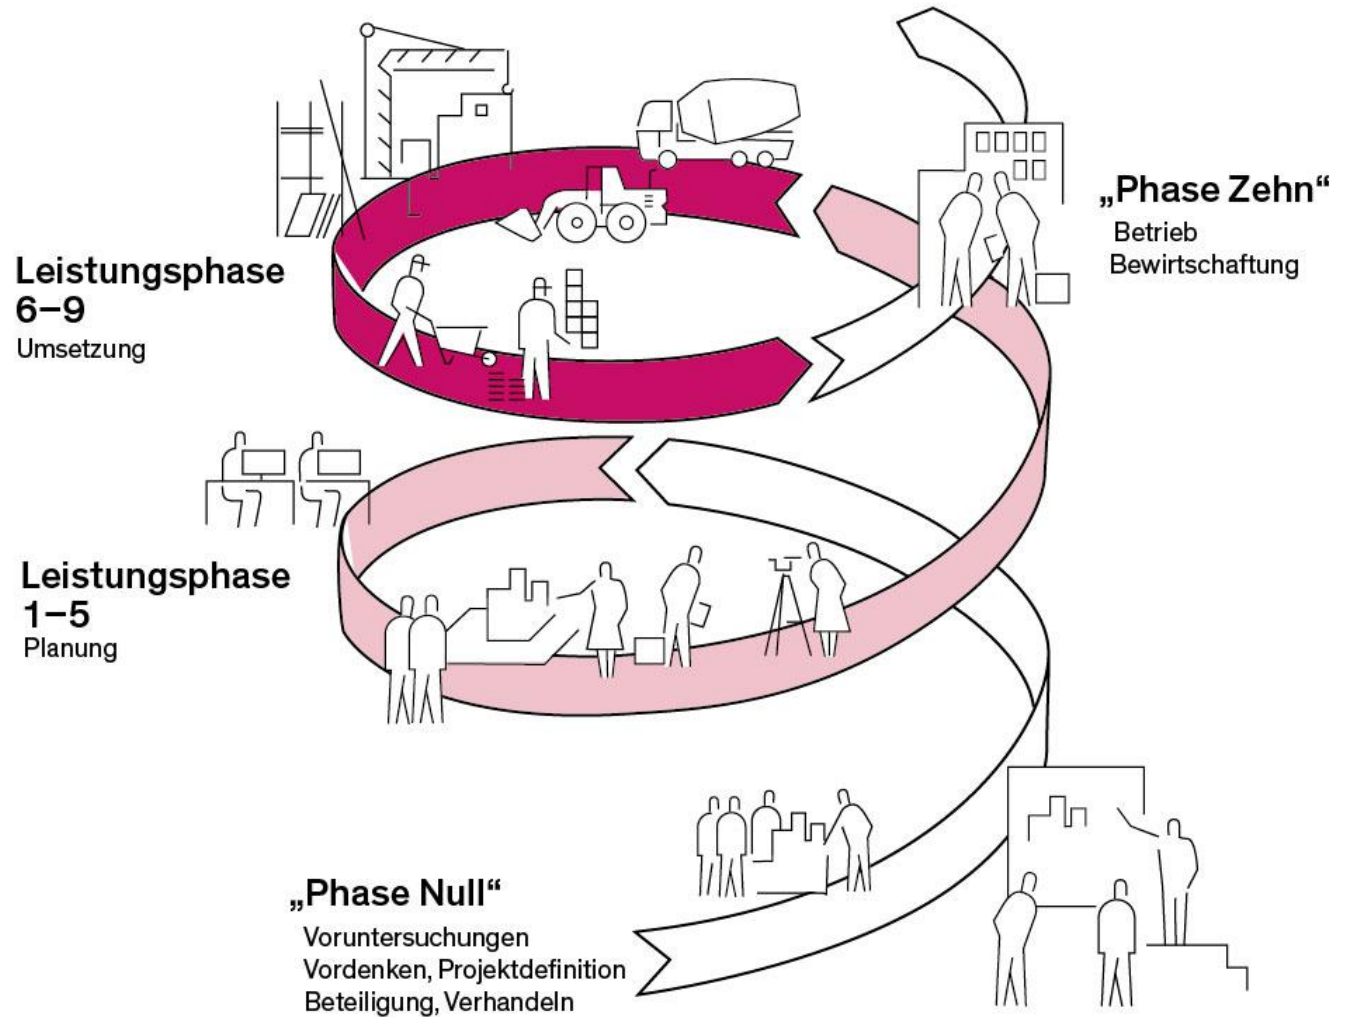 „Phase Zehn“
Betrieb
Bewirtschaftung
Leistungsphase
6–9
Umsetzung
Leistungsphase
1–5
Planung
„Phase Null“
Voruntersuchungen
Vordenken, Projektdefinition
Beteiligung, Verhandeln